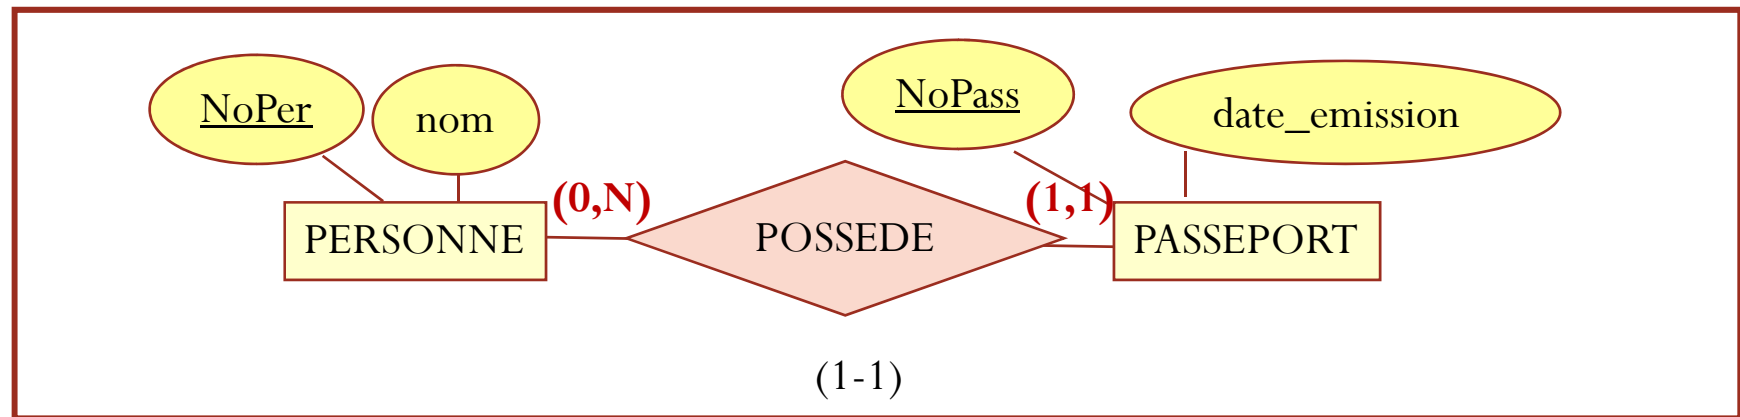 NoPer
nom
NoPass
date_emission
(0,N)
(1,1)
PERSONNE
POSSEDE
PASSEPORT
(1-1)